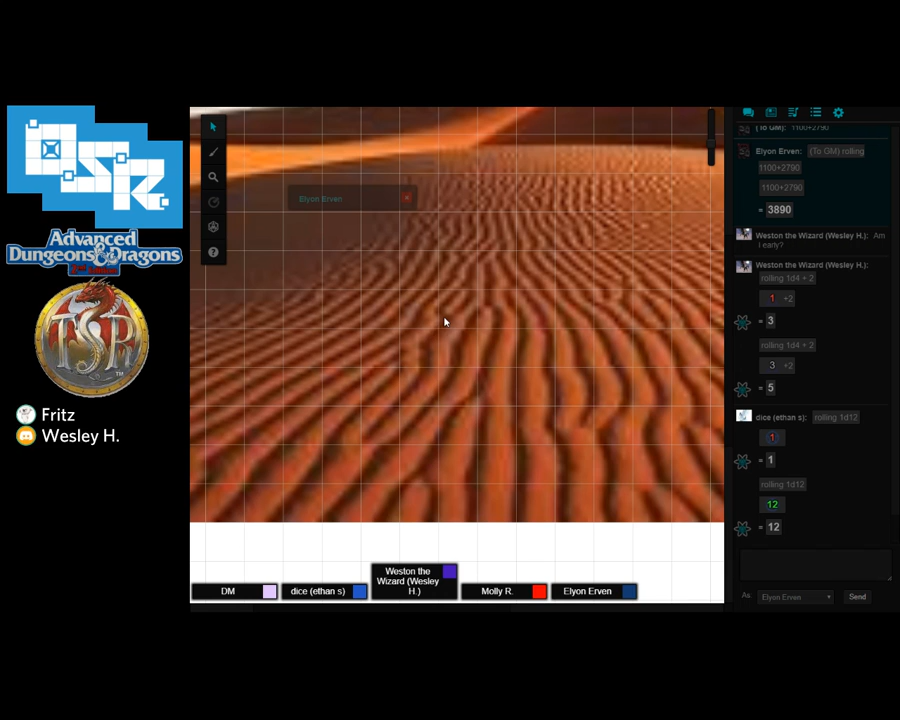 OSR
Advanced
Dungeons & Dragons
2nd Edition
TSR
TM
Fritz
Wesley H.
Elyon Erven
(To GM) 1100+2790
Elyon Erven: (To GM) rolling
1100+2790
1100+2790
= 3890
Weston the Wizard (Wesley H.): Am
I early?
Weston the Wizard (Wesley H.):
rolling 1d4 + 2
1 +2
= 3
rolling 1d4 + 2
3 +2
= 5
dice (ethan s): rolling 1d12
1
= 1
rolling 1d12
12
= 12
As: Elyon Erven Send
DM
dice (ethan s)
Weston the
Wizard (Wesley
H.)
Molly R.
Elyon Erven